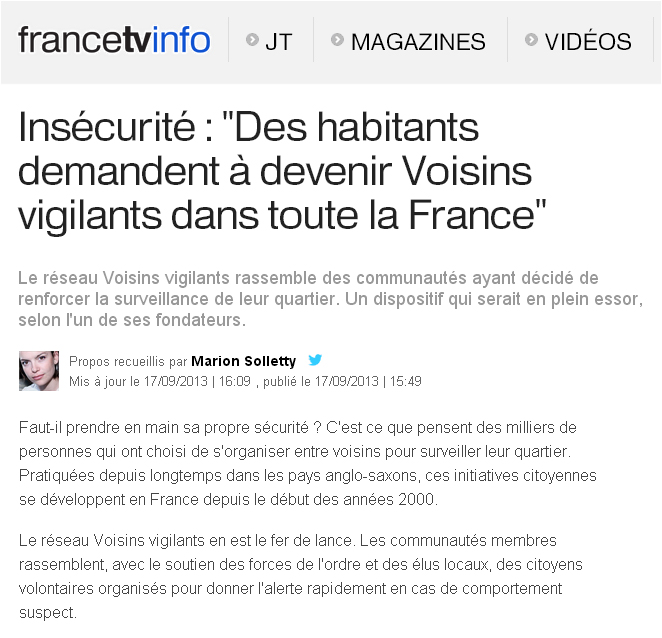 francetvinfo JT MAGAZINES VIDÉOS
Insécurité : "Des habitants
demandent à devenir Voisins
vigilants dans toute la France"
Le réseau Voisins vigilants rassemble des communautés ayant décidé de
renforcer la surveillance de leur quartier. Un dispositif qui serait en plein essor,
selon l'un de ses fondateurs.
Propos recueillis par Marion Solletty
Mis à jour le 17/09/2013 | 16:09 , publié le 17/09/2013 | 15:49
Faut-il prendre en main sa propre sécurité ? C'est ce que pensent des milliers de
personnes qui ont choisi de s'organiser entre voisins pour surveiller leur quartier.
Pratiquées depuis longtemps dans les pays anglo-saxons, ces initiatives citoyennes
se développent en France depuis le début des années 2000.
Le réseau Voisins vigilants en est le fer de lance. Les communautés membres
rassemblent, avec le soutien des forces de l'ordre et des élus locaux, des citoyens
volontaires organisés pour donner l'alerte rapidement en cas de comportement
suspect.